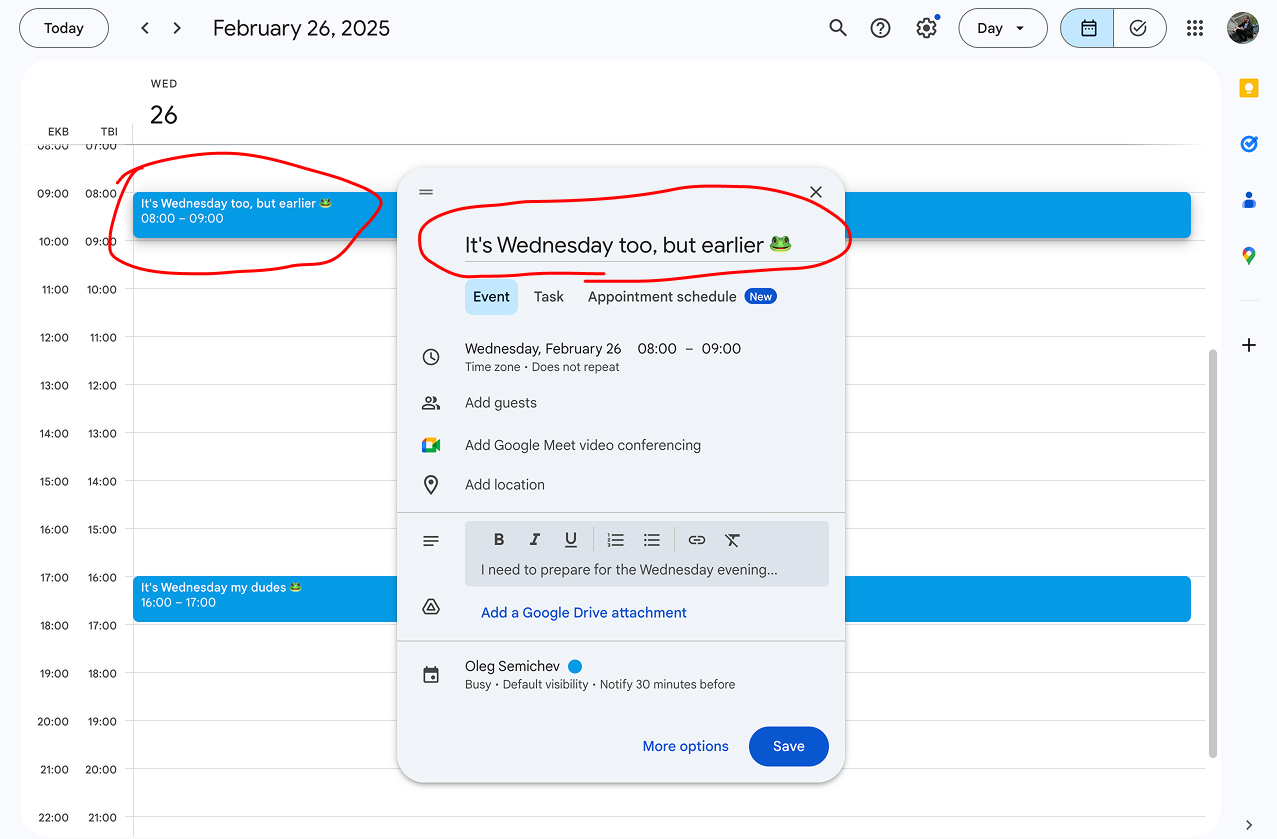 Today
February 26, 2025
Day
WED
26
EKB TBI
08:00 07:00
09:00 08:00
It's Wednesday too, but earlier 🐸
08:00 – 09:00
10:00 09:00
11:00 10:00
12:00 11:00
13:00 12:00
14:00 13:00
15:00 14:00
16:00 15:00
17:00 16:00
It's Wednesday my dudes 🐸
16:00 – 17:00
18:00 17:00
19:00 18:00
20:00 19:00
21:00 20:00
22:00 21:00
It's Wednesday too, but earlier 🐸
Event Task Appointment schedule New
Wednesday, February 26 08:00 – 09:00
Time zone • Does not repeat
Add guests
Add Google Meet video conferencing
Add location
B I U
I need to prepare for the Wednesday evening...
Add a Google Drive attachment
Oleg Semichev
Busy • Default visibility • Notify 30 minutes before
More options Save